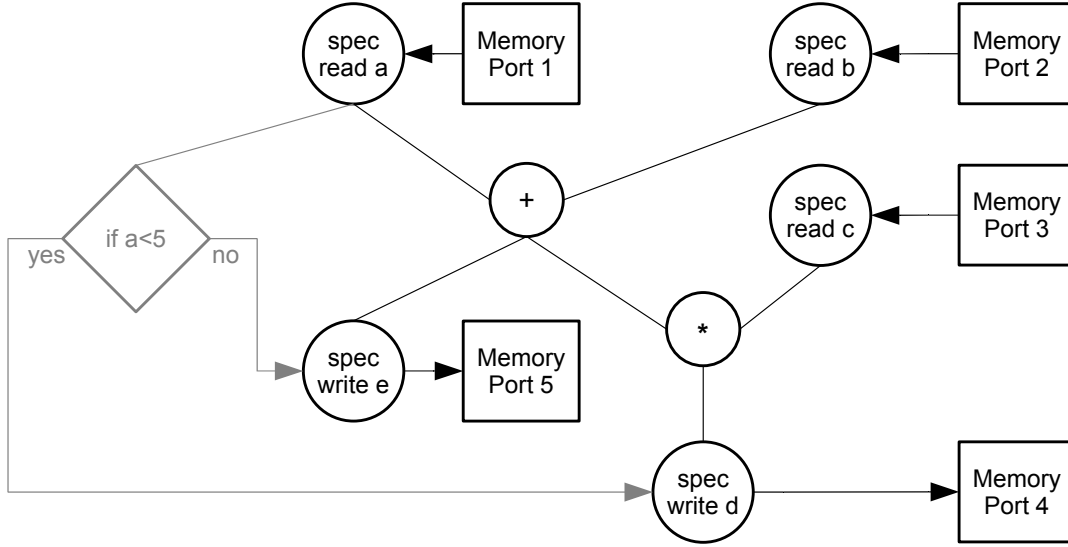 spec
read a
Memory
Port 1
spec
read b
Memory
Port 2
+
spec
read c
Memory
Port 3
if a<5
yes
no
*
spec
write e
Memory
Port 5
spec
write d
Memory
Port 4